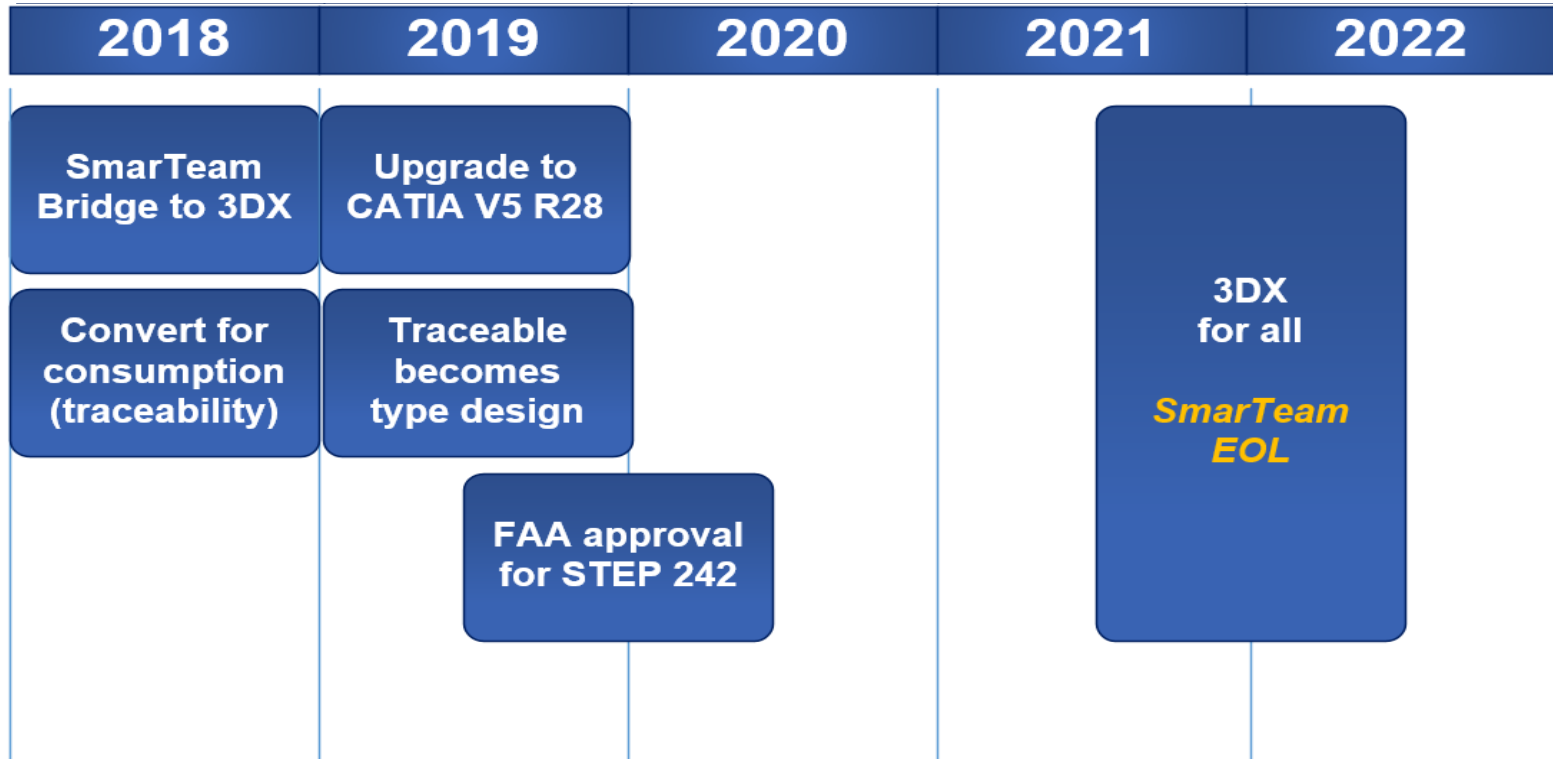 2018 2019 2020 2021 2022
SmarTeam
Bridge to 3DX
Upgrade to
CATIA V5 R28
Convert for
consumption
(traceability)
Traceable
becomes
type design
FAA approval
for STEP 242
3DX
for all
SmarTeam
EOL